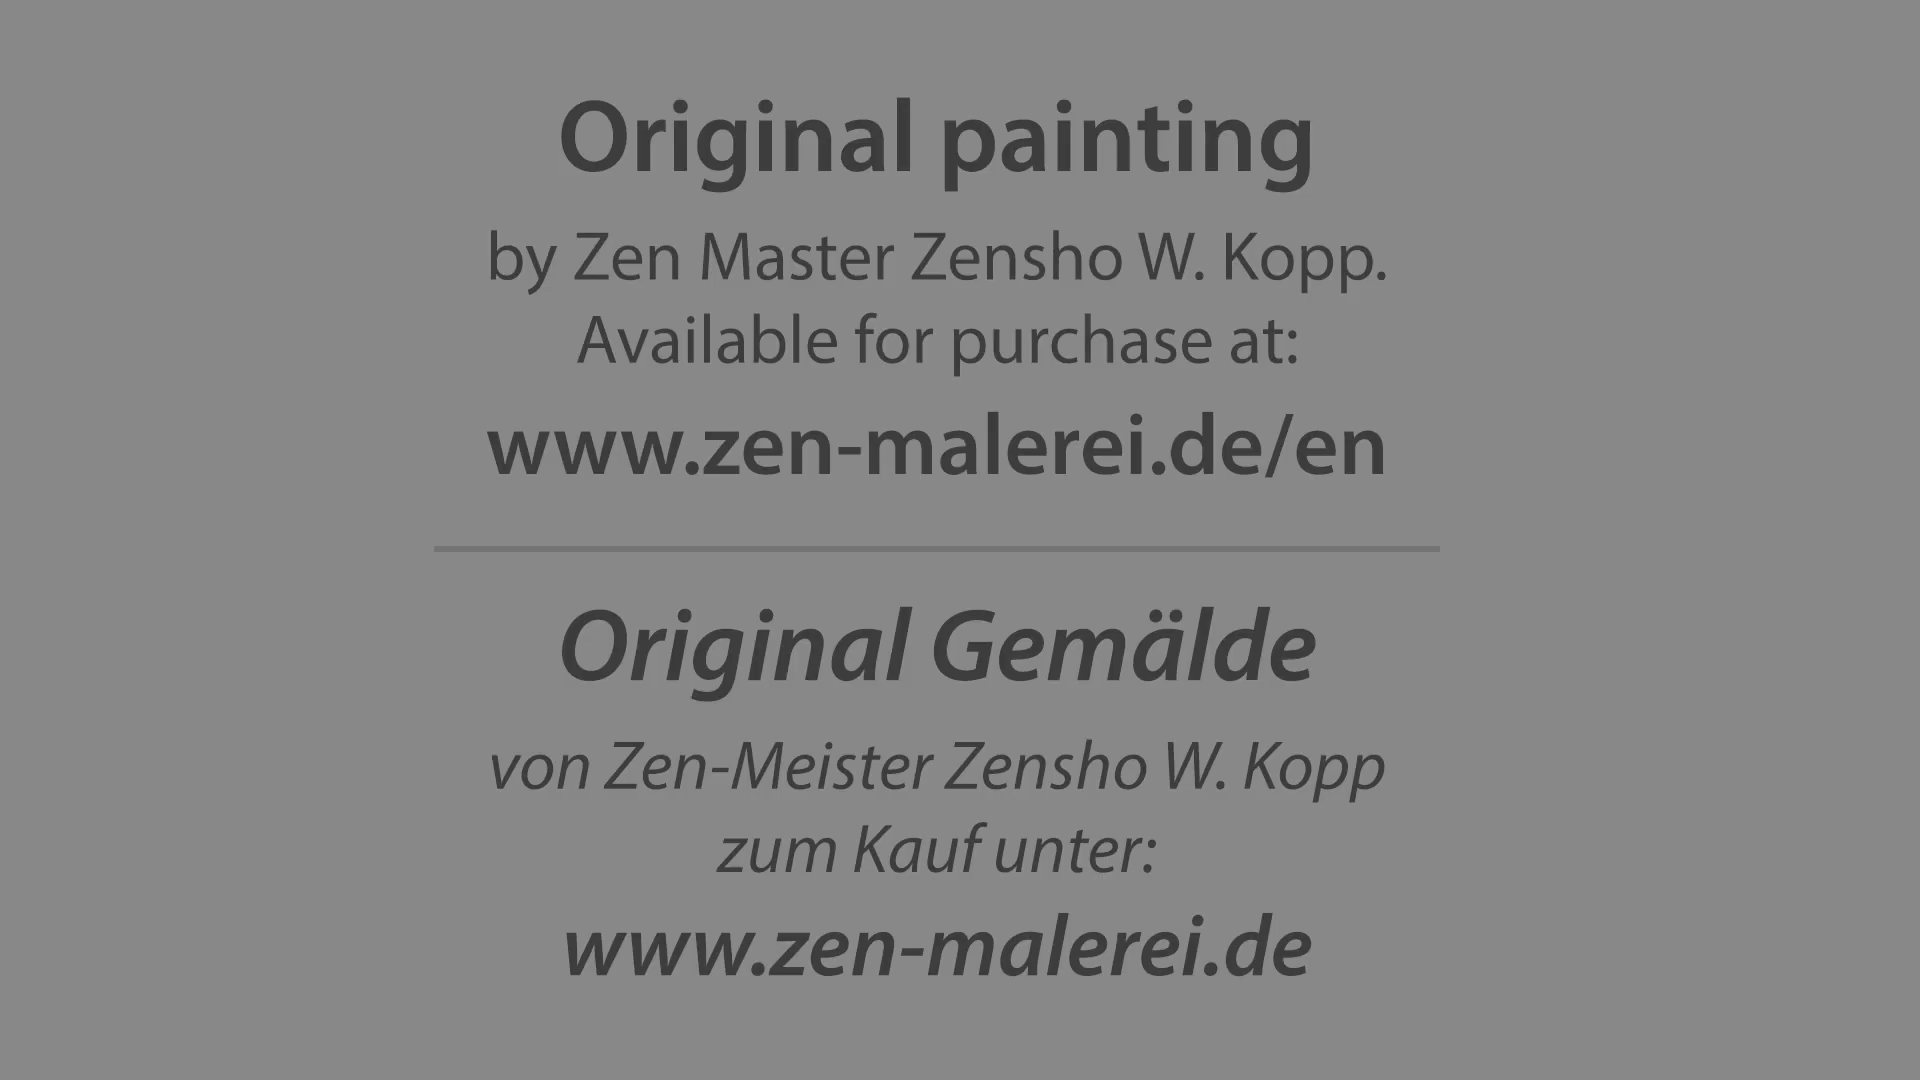 Original painting
by Zen Master Zensho W. Kopp.
Available for purchase at:
www.zen-malerei.de/en
Original Gemälde
von Zen-Meister Zensho W. Kopp
zum Kauf unter:
www.zen-malerei.de